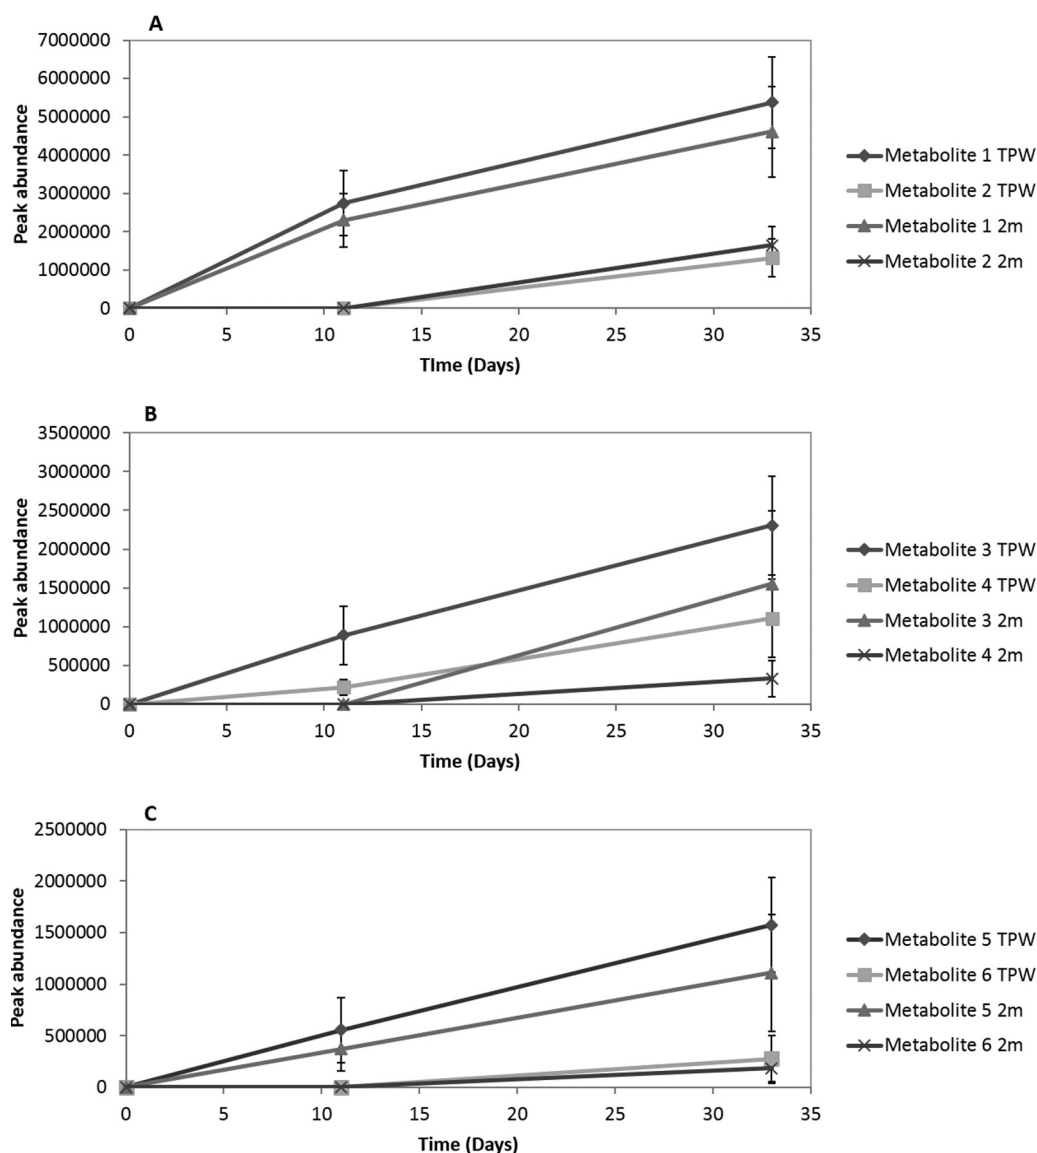 A
7000000
6000000
5000000
4000000
3000000
2000000
1000000
0
Peak abundance
0 5 10 15 20 25 30 35
TIme (Days)
Metabolite 1 TPW
Metabolite 2 TPW
Metabolite 1 2m
Metabolite 2 2m
B
3500000
3000000
2500000
2000000
1500000
1000000
500000
0
Peak abundance
0 5 10 15 20 25 30 35
Time (Days)
Metabolite 3 TPW
Metabolite 4 TPW
Metabolite 3 2m
Metabolite 4 2m
C
2500000
2000000
1500000
1000000
500000
0
Peak abundance
0 5 10 15 20 25 30 35
Time (Days)
Metabolite 5 TPW
Metabolite 6 TPW
Metabolite 5 2m
Metabolite 6 2m